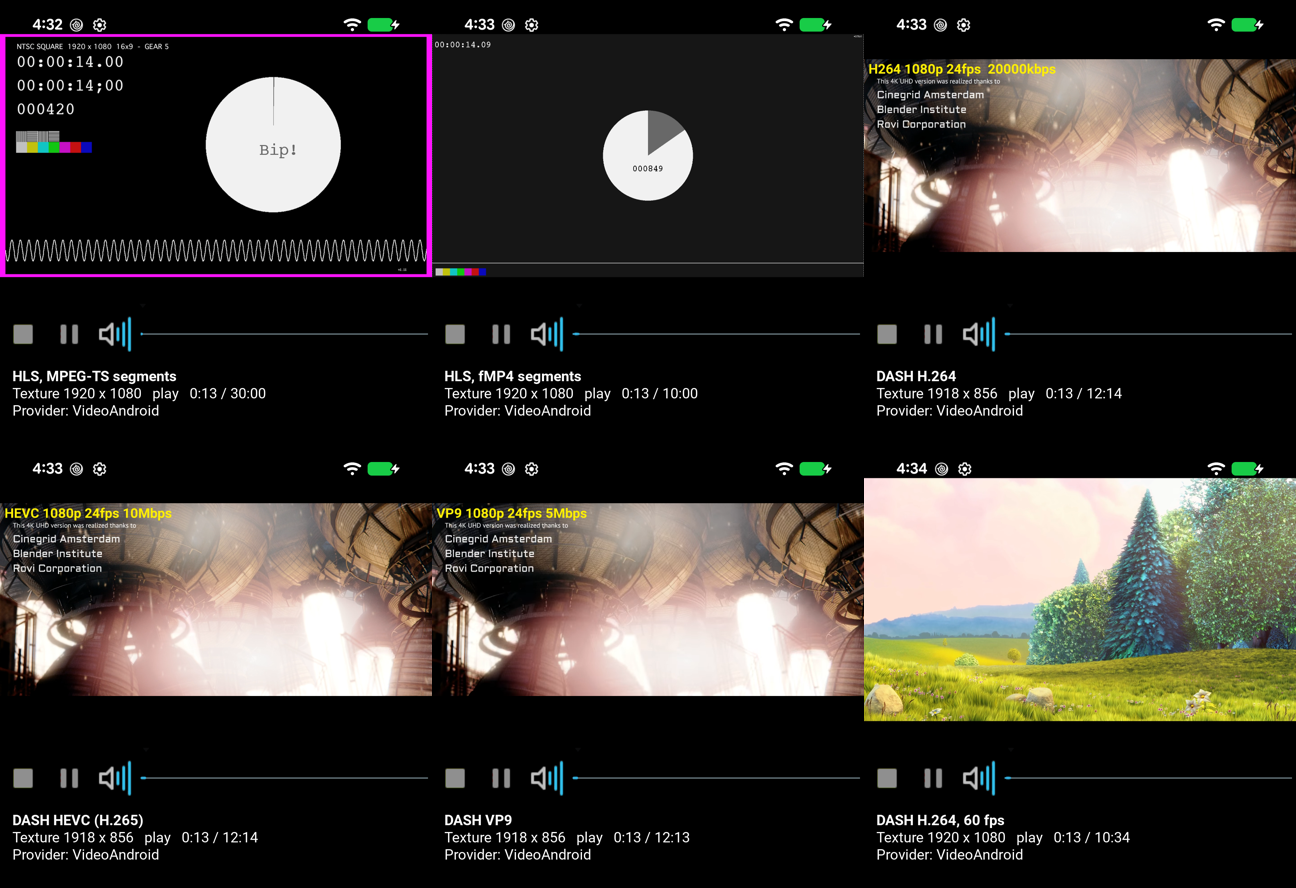 4:32
NTSC SQUARE 1920 x 1080 16x9 - GEAR 5
00:00:14.00
00:00:14;00
000420
Bip!
HLS, MPEG-TS segments
Texture 1920 x 1080 play 0:13 / 30:00
Provider: VideoAndroid
4:33
00:00:14.09
000849
HLS, fMP4 segments
Texture 1920 x 1080 play 0:13 / 10:00
Provider: VideoAndroid
4:33
H264 1080p 24fps 20000kbps
This 4K UHD version was realized thanks to
Cinegrid Amsterdam
Blender Institute
Rovi Corporation
DASH H.264
Texture 1918 x 856 play 0:13 / 12:14
Provider: VideoAndroid
4:33
HEVC 1080p 24fps 10Mbps
This 4K UHD version was realized thanks to
Cinegrid Amsterdam
Blender Institute
Rovi Corporation
DASH HEVC (H.265)
Texture 1918 x 856 play 0:13 / 12:14
Provider: VideoAndroid
4:33
VP9 1080p 24fps 5Mbps
This 4K UHD version was realized thanks to
Cinegrid Amsterdam
Blender Institute
Rovi Corporation
DASH VP9
Texture 1918 x 856 play 0:13 / 12:13
Provider: VideoAndroid
4:34
DASH H.264, 60 fps
Texture 1920 x 1080 play 0:13 / 10:34
Provider: VideoAndroid